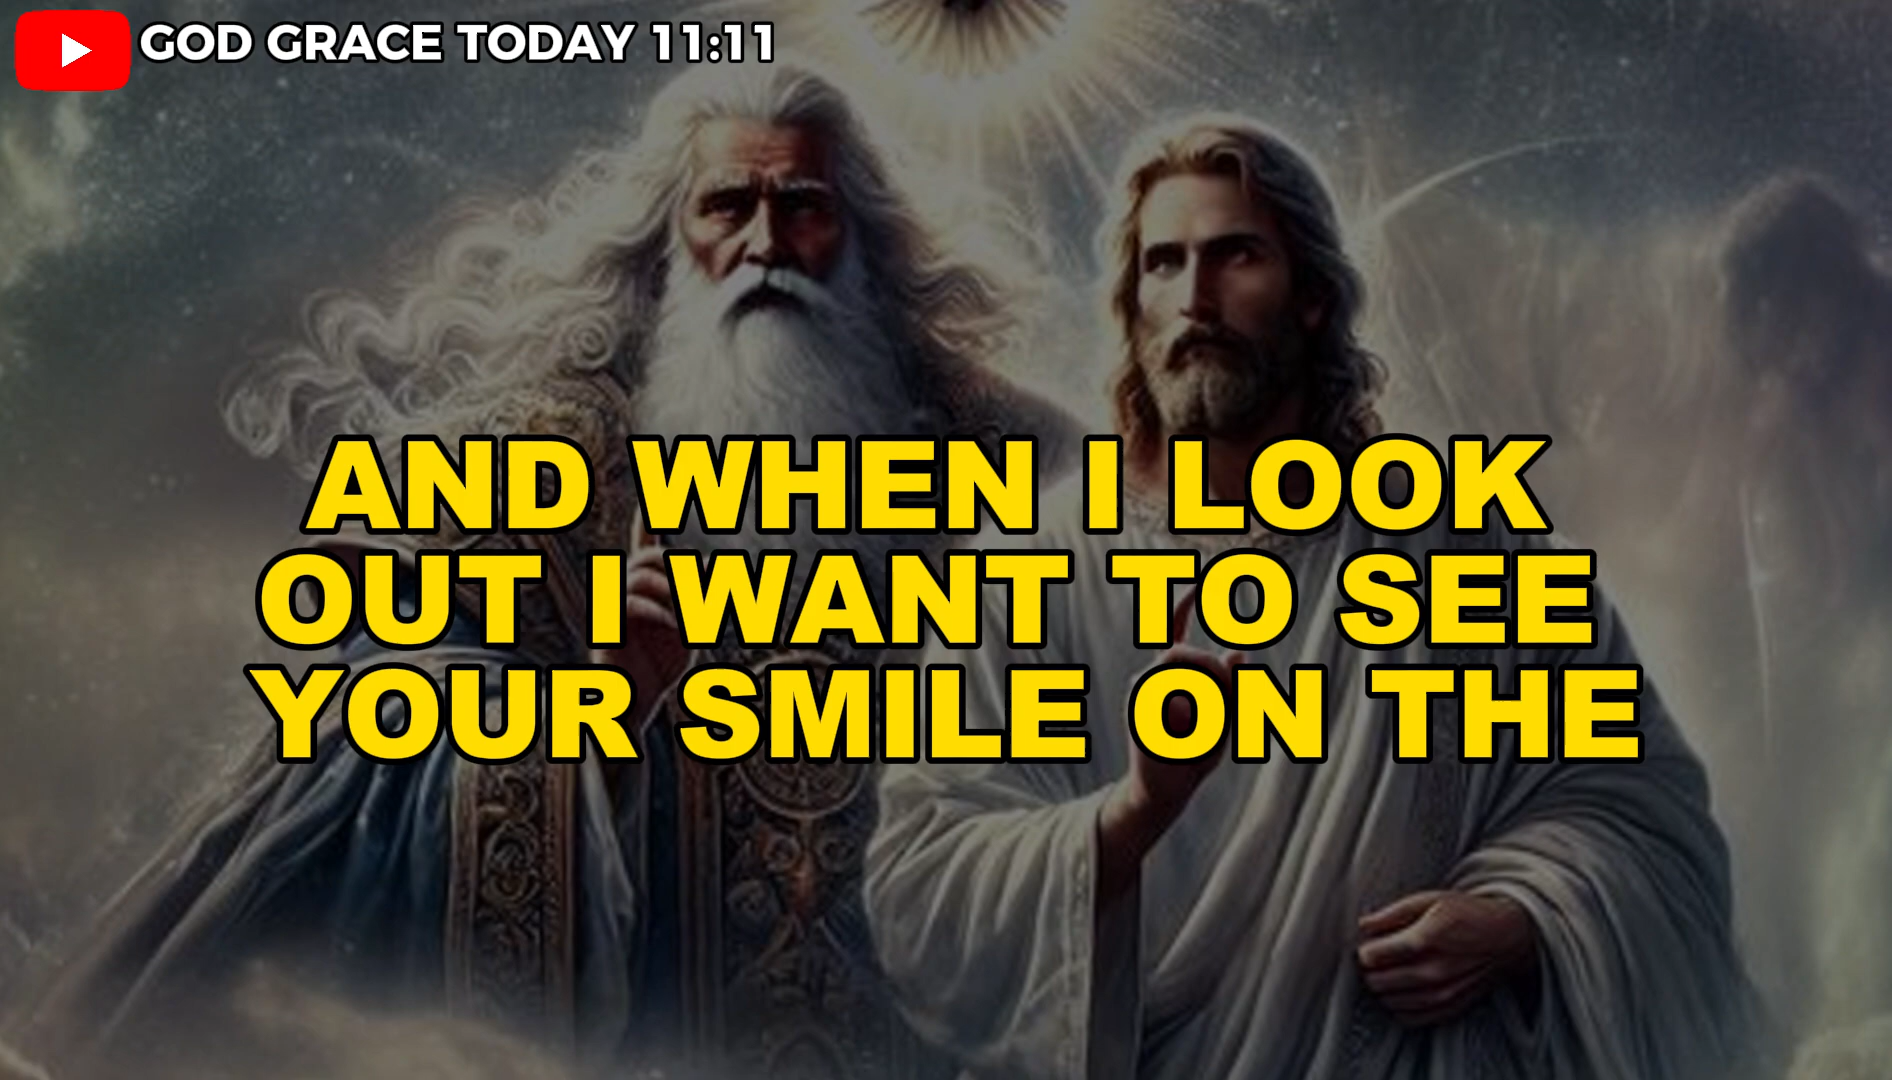 GOD GRACE TODAY 11:11
AND WHEN I LOOK
OUT I WANT TO SEE
YOUR SMILE ON THE